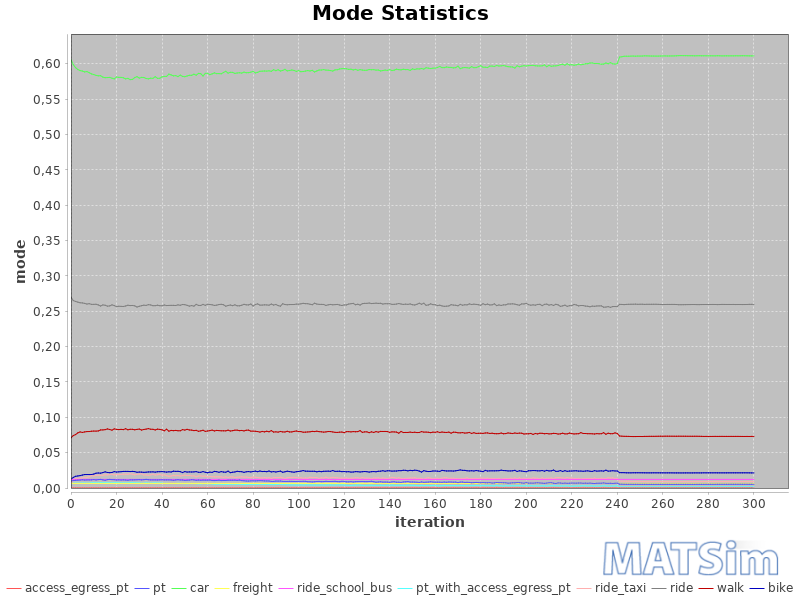 Mode Statistics
0,60
0,55
0,50
0,45
0,40
0,35
0,30
0,25
0,20
0,15
0,10
0,05
0,00
mode
0 20 40 60 80 100 120 140 160 180 200 220 240 260 280 300
iteration
MATSim
access_egress_pt pt car freight ride_school_bus pt_with_access_egress_pt ride_taxi ride walk bike